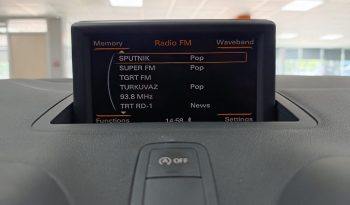 Memory Radio FM Waveband
SPUTNIK Pop
SUPER FM Pop
TGRT FM
TURKUVAZ Pop
93.8 MHz
TRT RD-1 News
Functions 14:58 Settings
A OFF